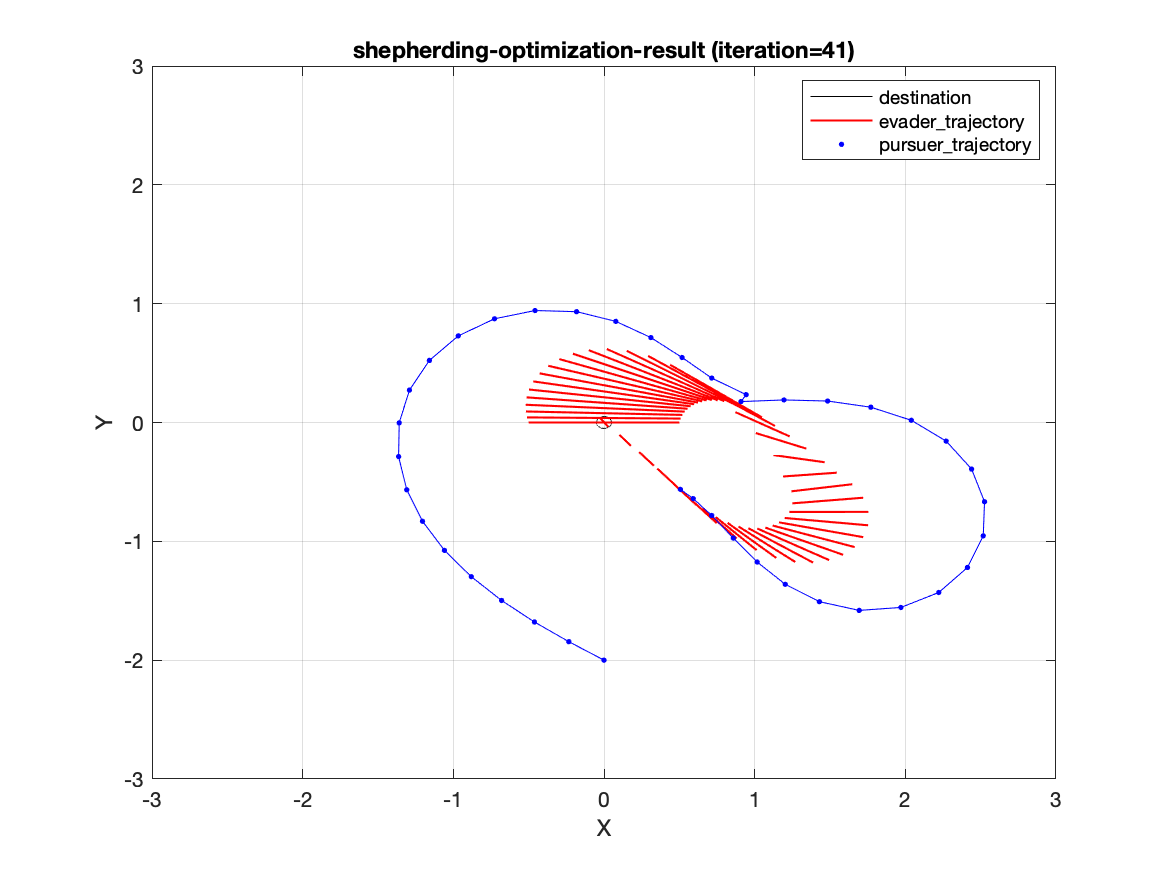 shepherding-optimization-result (iteration=41)
destination
evader_trajectory
pursuer_trajectory
3
2
1
0
-1
-2
-3
Y
-3 -2 -1 0 1 2 3
X